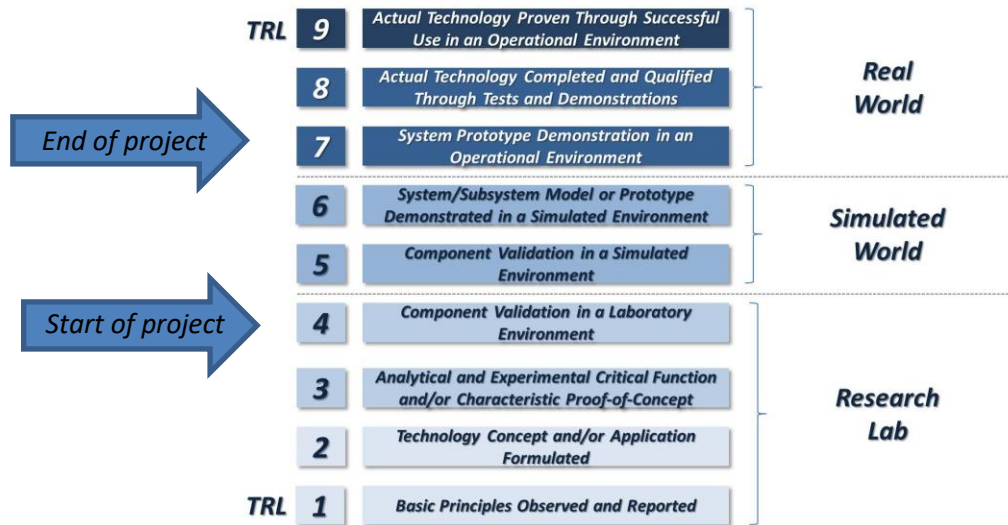 TRL 9 Actual Technology Proven Through Successful
Use in an Operational Environment
8 Actual Technology Completed and Qualified
Through Tests and Demonstrations
Real
World
End of project
7 System Prototype Demonstration in an
Operational Environment
6 System/Subsystem Model or Prototype
Demonstrated in a Simulated Environment
Simulated
World
5 Component Validation in a Simulated
Environment
Start of project
4 Component Validation in a Laboratory
Environment
3 Analytical and Experimental Critical Function
and/or Characteristic Proof-of-Concept
Research
Lab
2 Technology Concept and/or Application
Formulated
TRL 1 Basic Principles Observed and Reported